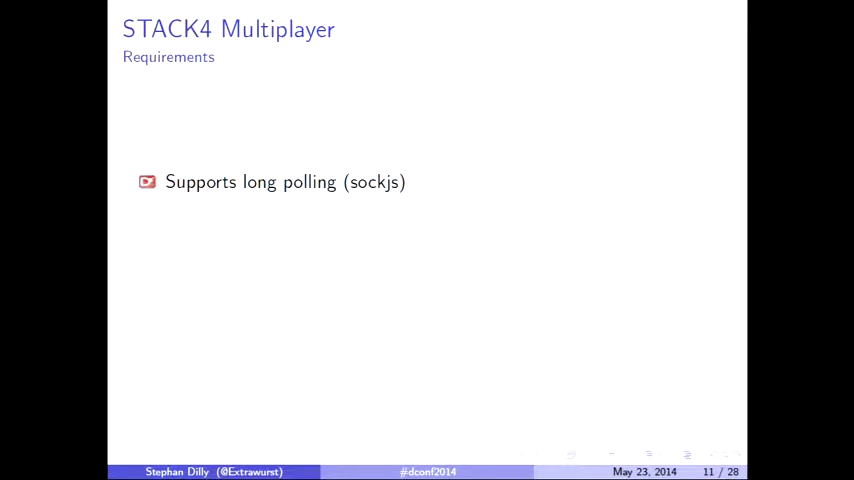 STACK4 Multiplayer
Requirements
Supports long polling (sockjs)
Stephan Dilly (@Extrawurst) #dconf2014 May 23, 2014 11 / 28